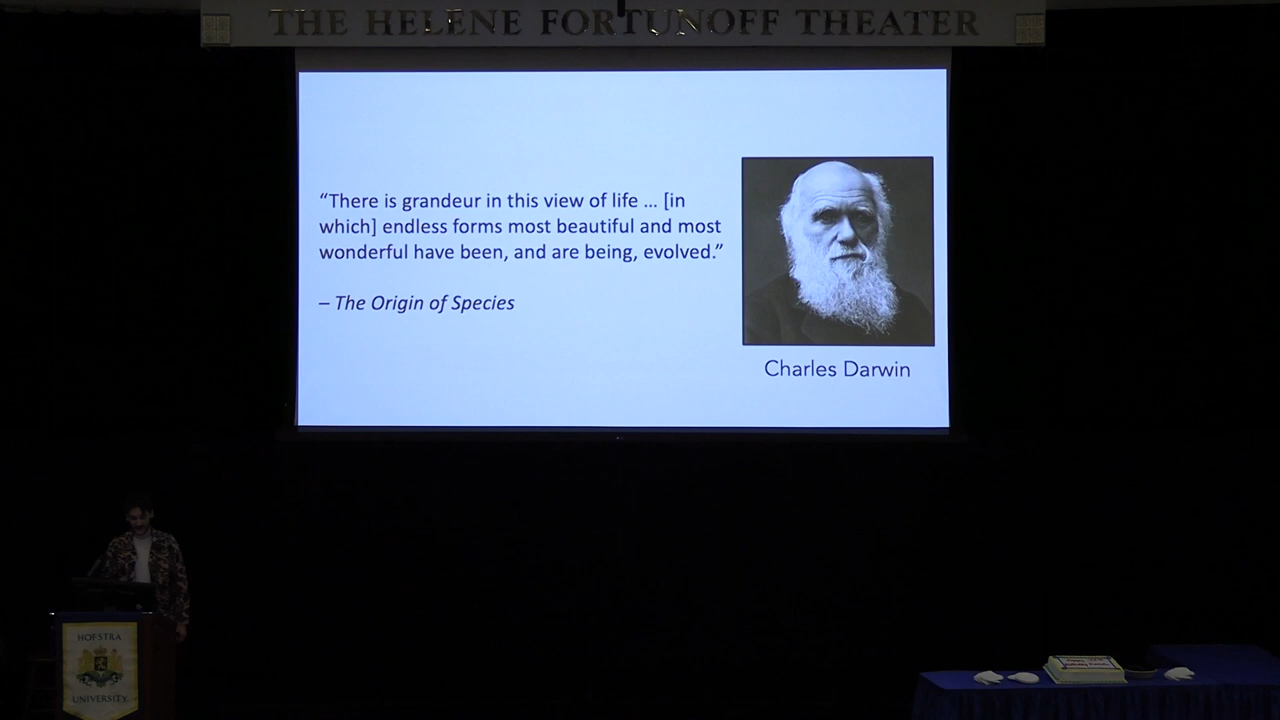 THE HELENE FORTUNOFF THEATER
“There is grandeur in this view of life ... [in
which] endless forms most beautiful and most
wonderful have been, and are being, evolved.”
– The Origin of Species
Charles Darwin
HOFSTRA
UNIVERSITY